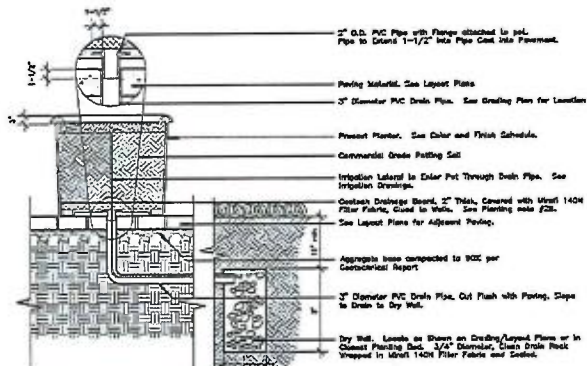 1-1/2"
2" O.D. PVC Pipe with Flange attached to pot.
Pipe to Extend 1-1/2" into Pipe Cast into Pavement.
1-1/2"
Paving Material. See Layout Plans
3" Diameter PVC Drain Pipe. See Grading Plan for Location
3"
Precast Planter. See Color and Finish Schedule.
Commercial Grade Potting Soil
Irrigation Lateral to Enter Pot Through Drain Pipe. See
Irrigation Drawings.
Drainage Board, 2" Thick, Covered with Mirafi 140N
Filter Fabric, Glued to Walls. See Planting note
See Layout Plans for Adjacent Paving.
Aggregate base compacted to 90% per
Geotechnical Report
3" Diameter PVC Drain Pipe, Cut Flush with Paving. Slope
to Drain to Dry Well.
Dry Well. Locate as Shown on Grading/Layout Plans or in
Closest Planting Bed. 3/4" Diameter, Clean Drain Rock
Wrapped in Mirafi 140N Filter Fabric and Sealed.